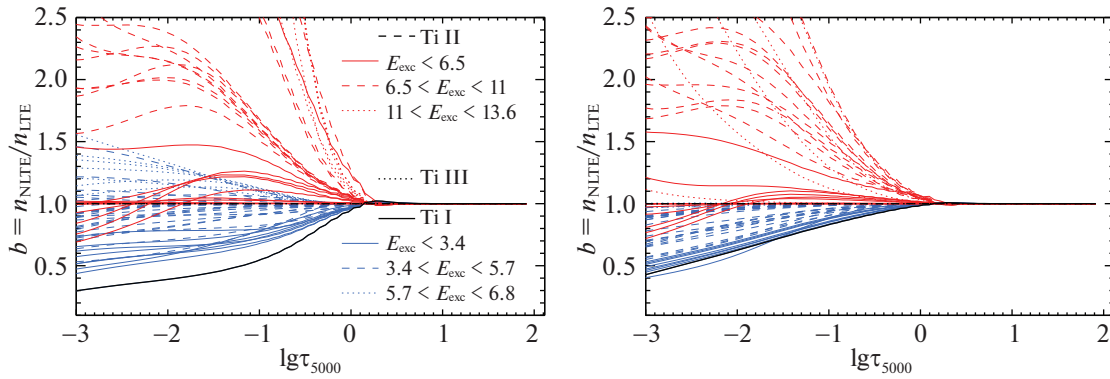 2.5
2.0
1.5
1.0
0.5
b = n_NLTE/n_LTE
Ti II
E_exc < 6.5
6.5 < E_exc < 11
11 < E_exc < 13.6
Ti III
Ti I
E_exc < 3.4
3.4 < E_exc < 5.7
5.7 < E_exc < 6.8
−3 −2 −1 0 1 2
lgτ_5000
2.5
2.0
1.5
1.0
0.5
b = n_NLTE/n_LTE
−3 −2 −1 0 1 2
lgτ_5000